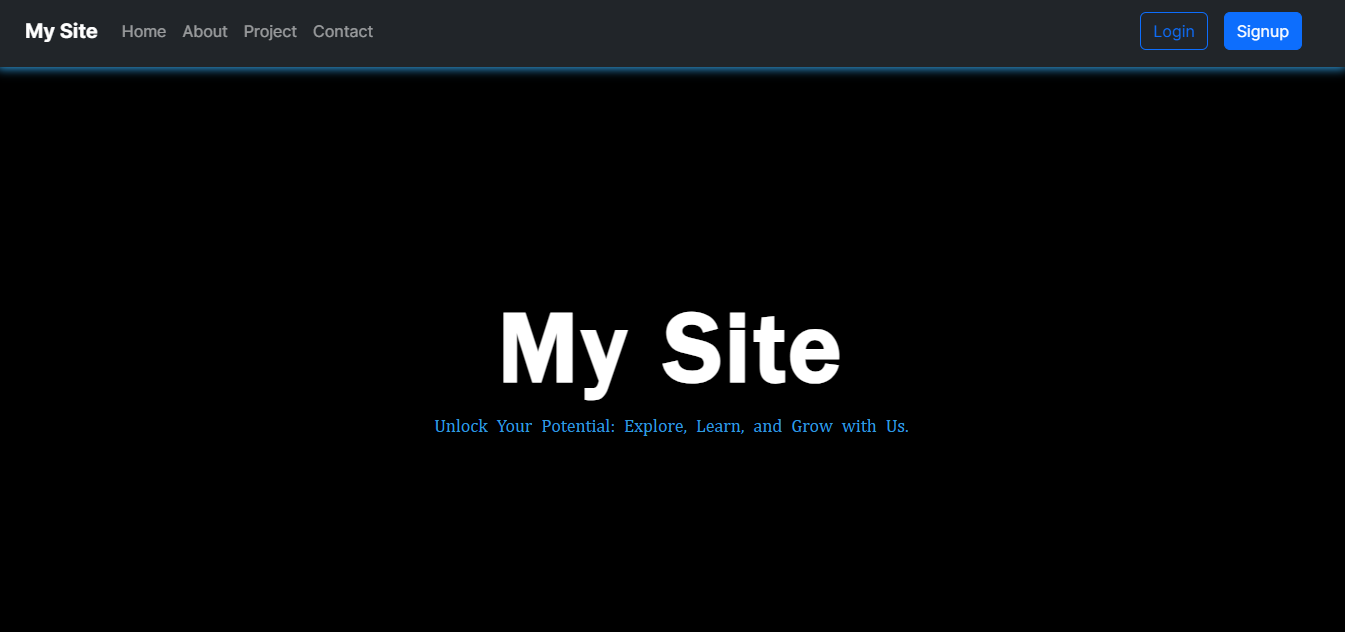 My Site Home About Project Contact Login Signup
My Site
Unlock Your Potential: Explore, Learn, and Grow with Us.